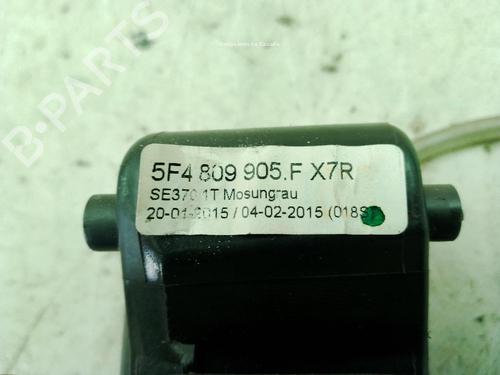 B-PARTS
5F4 809 905.F X7R
SE370 1T Mosungrau
20-01-2015 / 04-02-2015 (018S)